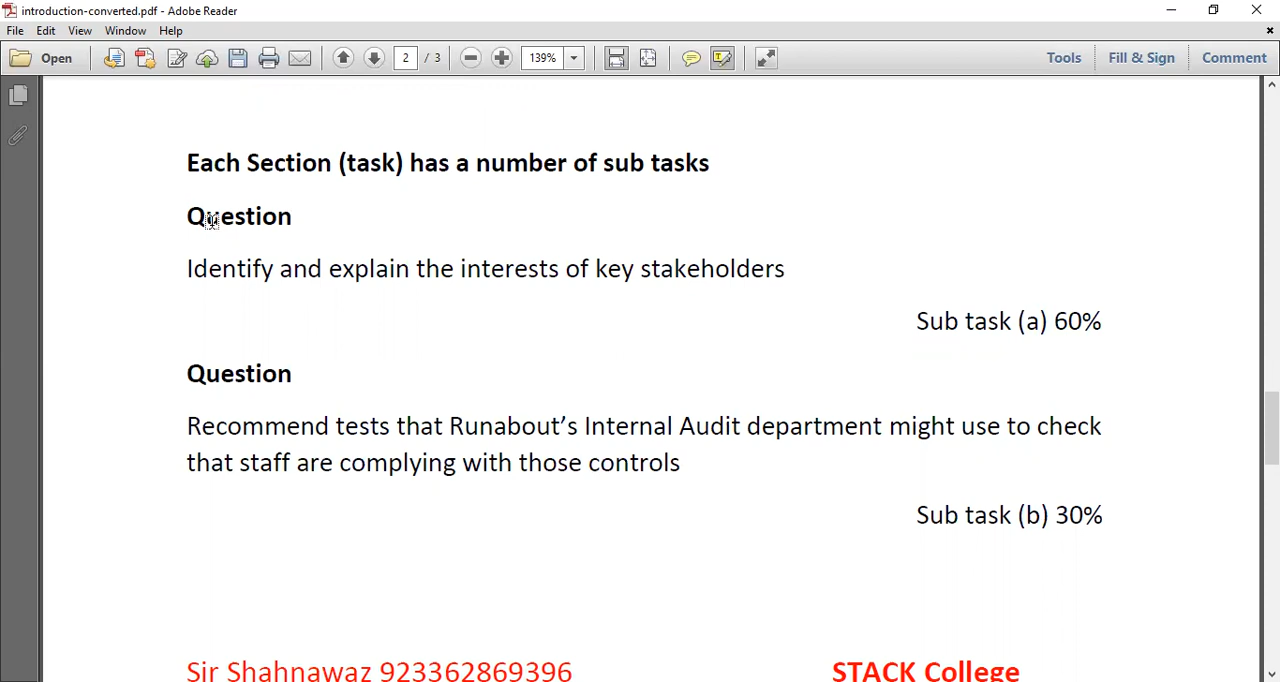 introduction-converted.pdf - Adobe Reader
File Edit View Window Help
Open 2 / 3 139% Tools Fill & Sign Comment
Each Section (task) has a number of sub tasks
Question
Identify and explain the interests of key stakeholders
Sub task (a) 60%
Question
Recommend tests that Runabout’s Internal Audit department might use to check
that staff are complying with those controls
Sub task (b) 30%
Sir Shahnawaz 923362869396 STACK College